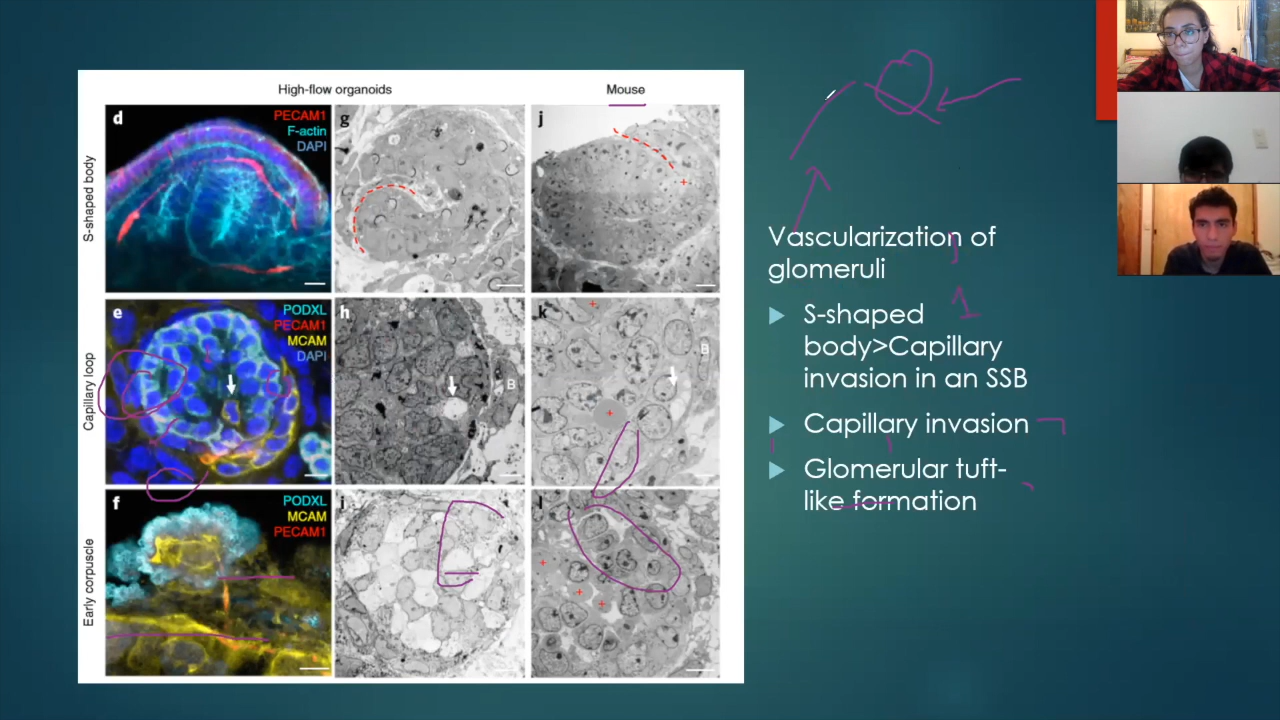 High-flow organoids
Mouse
S-shaped body
d
PECAM1
F-actin
DAPI
g
j
+
Capillary loop
e
PODXL
PECAM1
MCAM
DAPI
h
B
k
+
B
+
Early corpuscle
f
PODXL
MCAM
PECAM1
i
l
+
+
+
Vascularization of
glomeruli
S-shaped
body>Capillary
invasion in an SSB
Capillary invasion
Glomerular tuft-
like formation